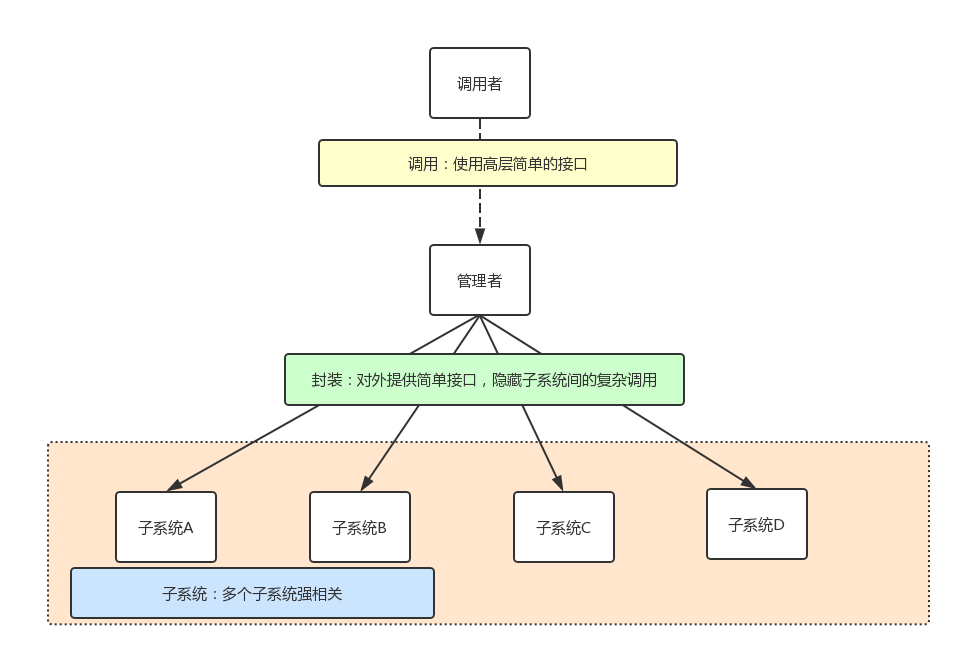 调用者
调用：使用高层简单的接口
管理者
封装：对外提供简单接口，隐藏子系统间的复杂调用
子系统A
子系统B
子系统C
子系统D
子系统：多个子系统强相关